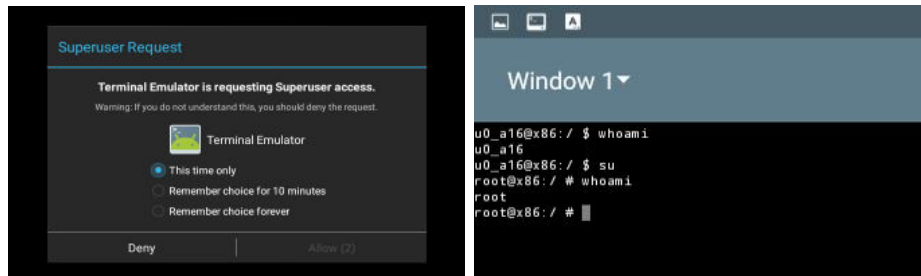 Superuser Request
Terminal Emulator is requesting Superuser access.
Warning: If you do not understand this, you should deny the request.
Terminal Emulator
This time only
Remember choice for 10 minutes
Remember choice forever
Deny
Allow (2)
A
Window 1
u0_a16@x86:/ $ whoami
u0_a16
u0_a16@x86:/ $ su
root@x86:/ # whoami
root
root@x86:/ #